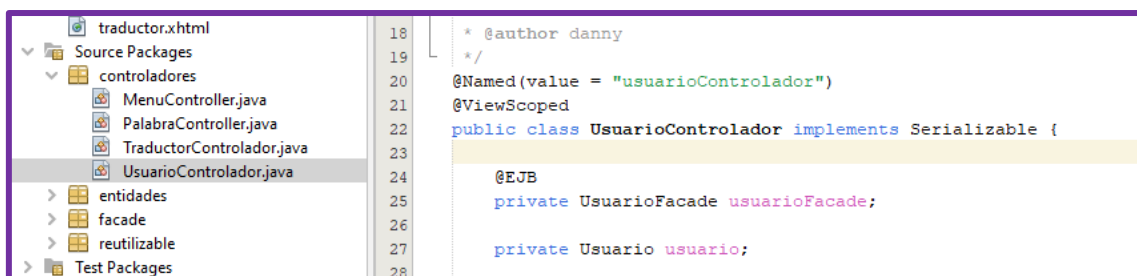 traductor.xhtml
Source Packages
controladores
MenuController.java
PalabraController.java
TraductorControlador.java
UsuarioControlador.java
entidades
facade
reutilizable
Test Packages
18 * @author danny
19 */
20 @Named(value = "usuarioControlador")
21 @ViewScoped
22 public class UsuarioControlador implements Serializable {
23
24 @EJB
25 private UsuarioFacade usuarioFacade;
26
27 private Usuario usuario;
28